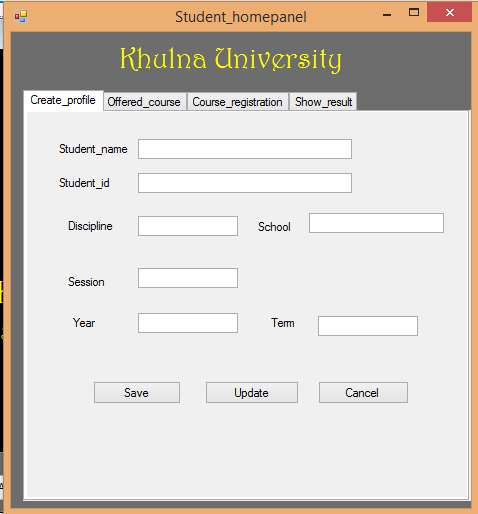 Student_homepanel
Khulna University
Create_profile Offered_course Course_registration Show_result
Student_name
Student_id
Discipline School
Session
Year Term
Save Update Cancel